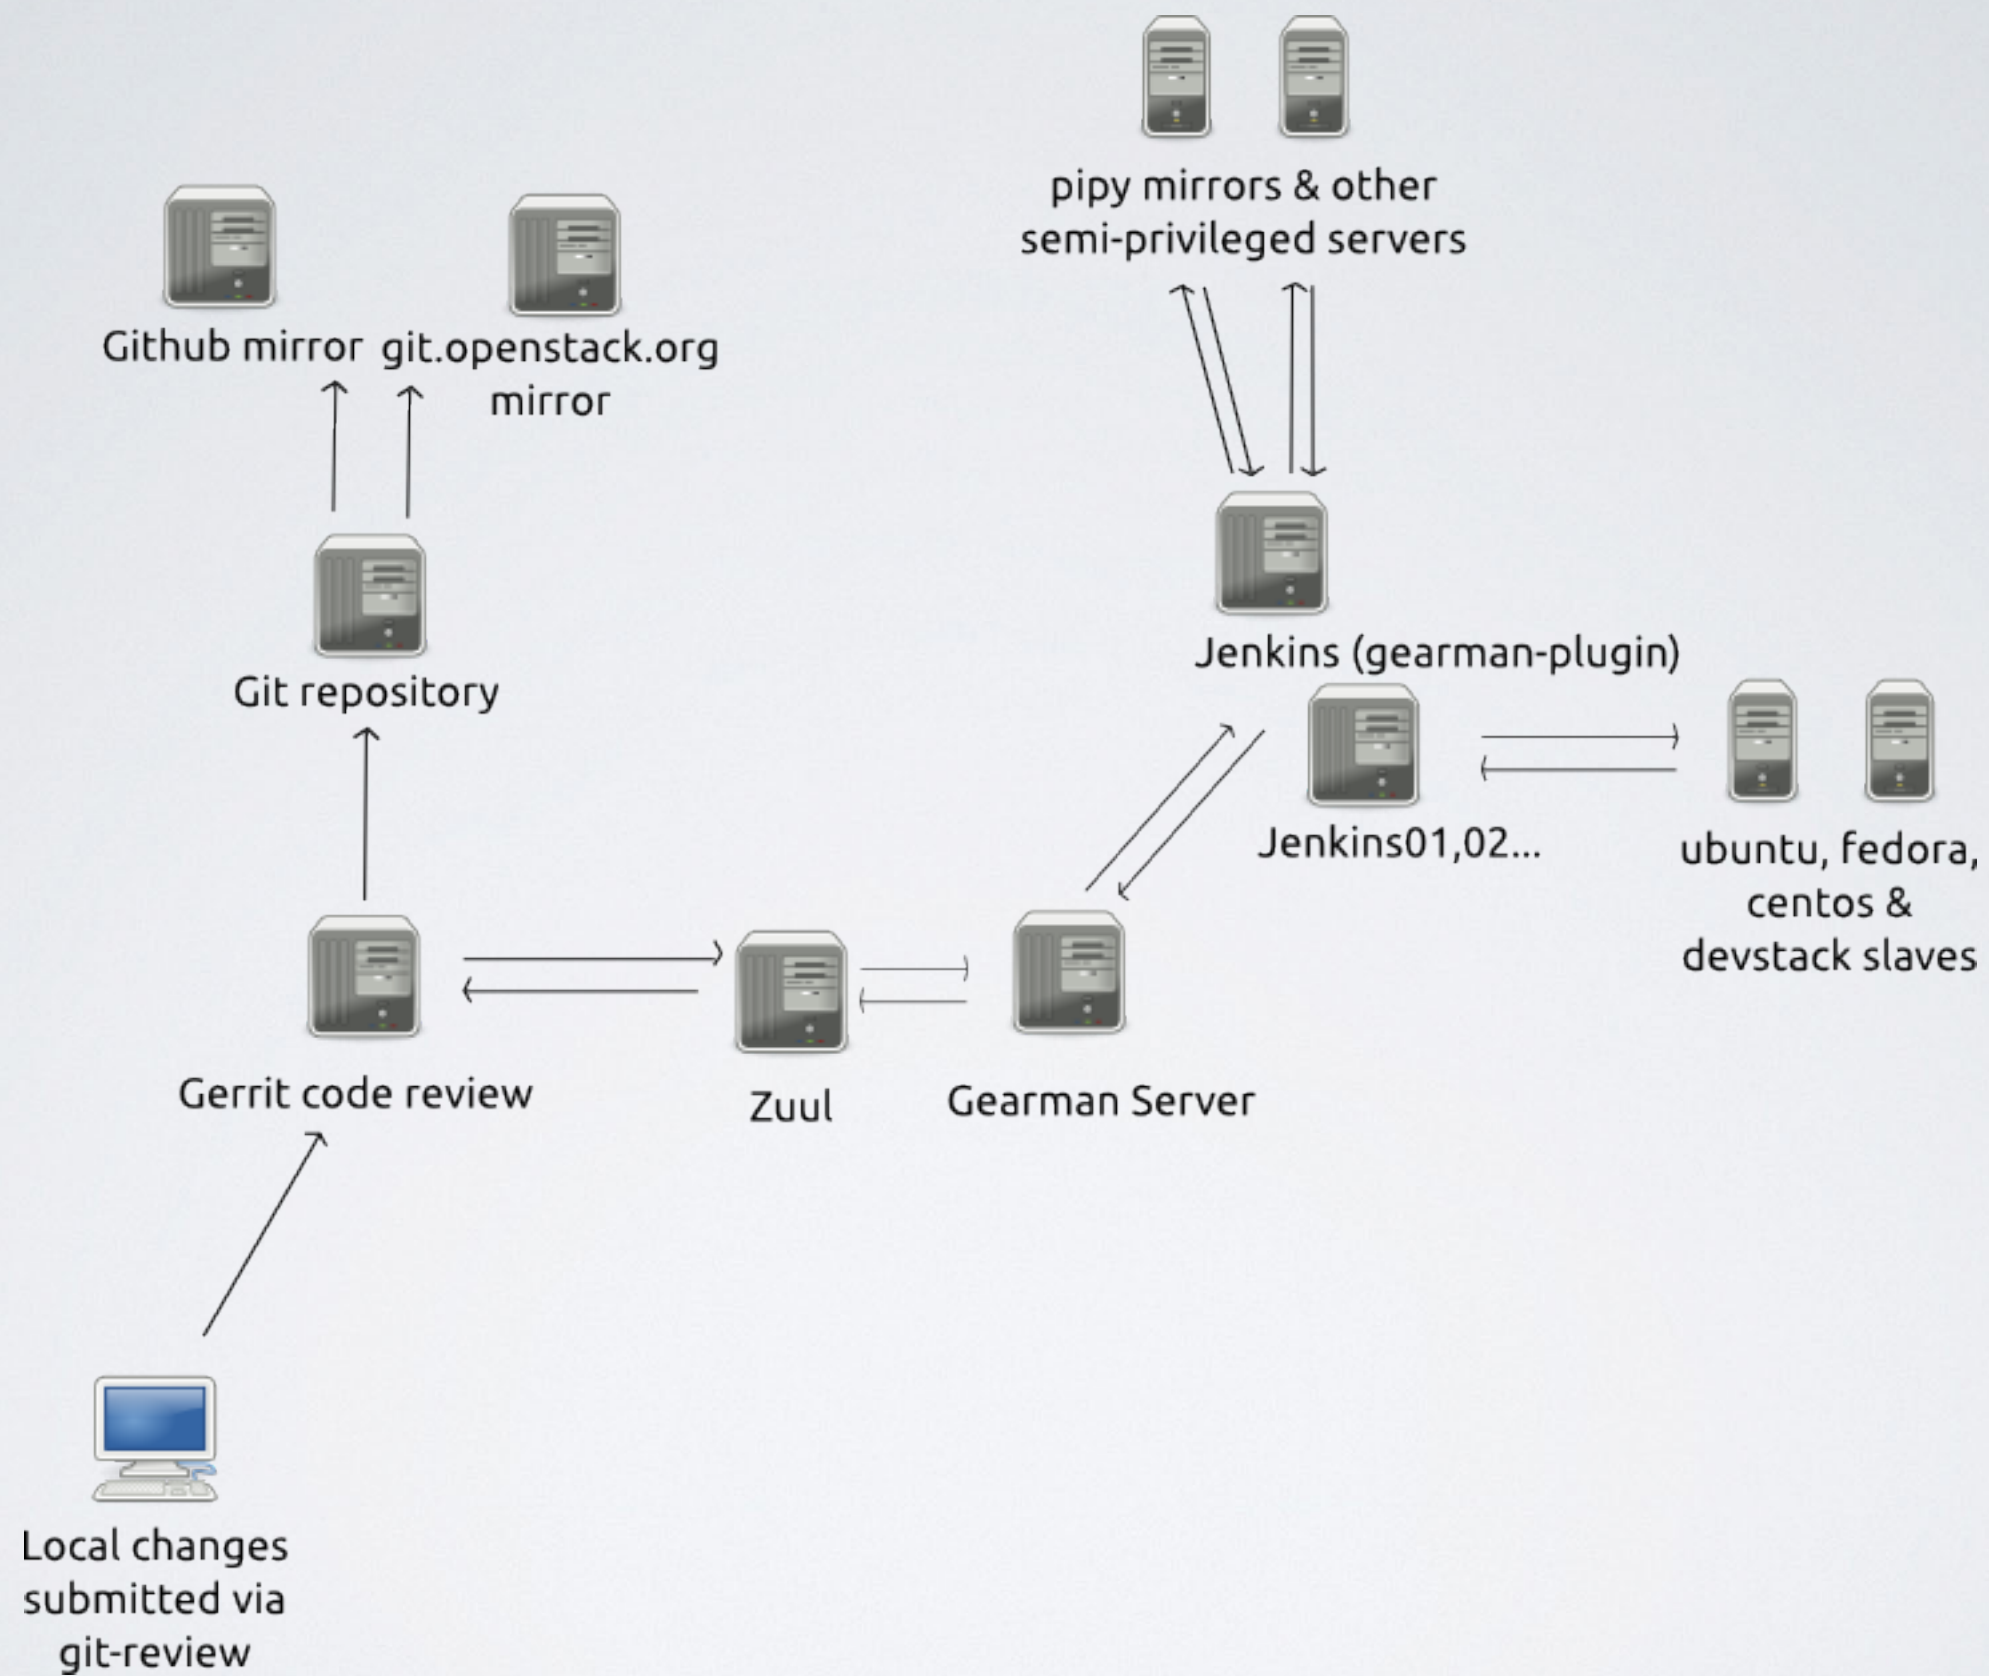 pipy mirrors & other
semi-privileged servers
Github mirror
git.openstack.org
mirror
Git repository
Jenkins (gearman-plugin)
Jenkins01,02...
ubuntu, fedora,
centos &
devstack slaves
Gerrit code review
Zuul
Gearman Server
Local changes
submitted via
git-review